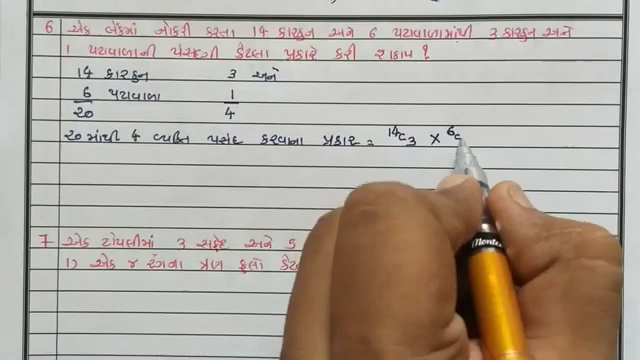 6 એક બેંકમાં નોકરી કરતા 14 કારકુન અને 6 પટાવાળામાંથી 3 કારકુન અને
1 પટાવાળાની પસંદગી કેટલા પ્રકારે કરી શકાય ?
14 કારકુન 3 અને
6 પટાવાળા 1
20 4
20 માંથી 4 વ્યક્તિ પસંદ કરવાના પ્રકાર = ¹⁴C₃ × ⁶C
7 એક ટોપલીમાં 3 સફેદ અને 5
1) એક જ રંગના ત્રણ ફૂલો